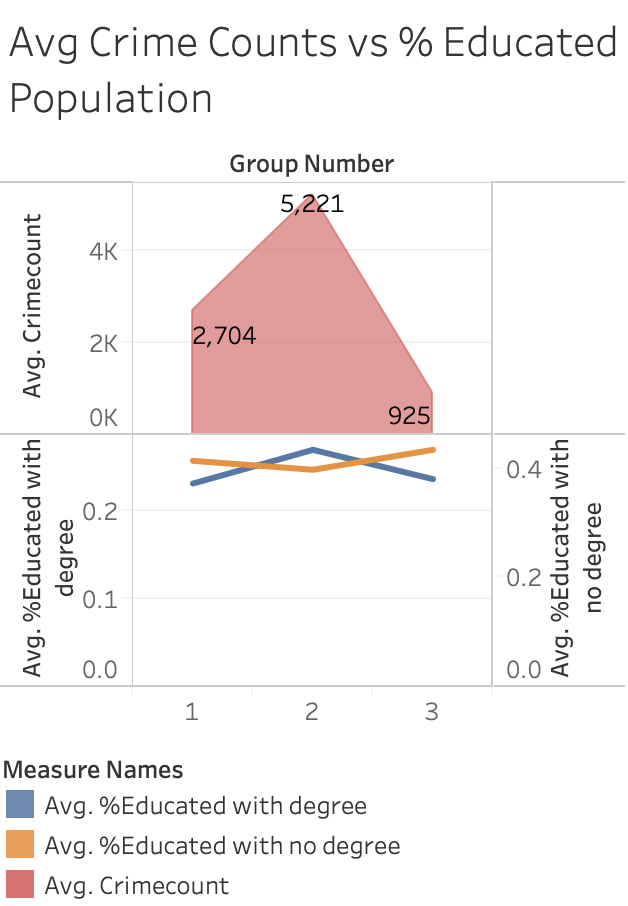 Avg Crime Counts vs % Educated
Population
Group Number
Avg. Crimecount
4K
2K
0K
5,221
2,704
925
Avg. %Educated with
degree
0.2
0.1
0.0
0.4
0.2
0.0
Avg. %Educated with
no degree
1
2
3
Measure Names
Avg. %Educated with degree
Avg. %Educated with no degree
Avg. Crimecount